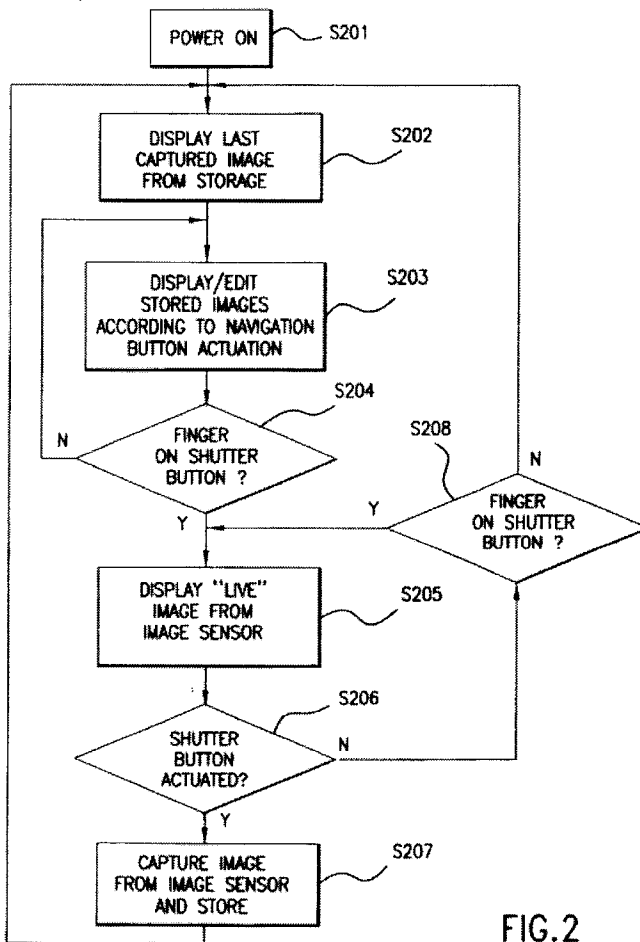 POWER ON
S201
DISPLAY LAST
CAPTURED IMAGE
FROM STORAGE
S202
DISPLAY/EDIT
STORED IMAGES
ACCORDING TO NAVIGATION
BUTTON ACTUATION
S203
S204
N
FINGER
ON SHUTTER
BUTTON ?
Y
S208
N
FINGER
ON SHUTTER
BUTTON ?
Y
DISPLAY "LIVE"
IMAGE FROM
IMAGE SENSOR
S205
S206
SHUTTER
BUTTON
ACTUATED?
N
Y
CAPTURE IMAGE
FROM IMAGE SENSOR
AND STORE
S207
FIG.2